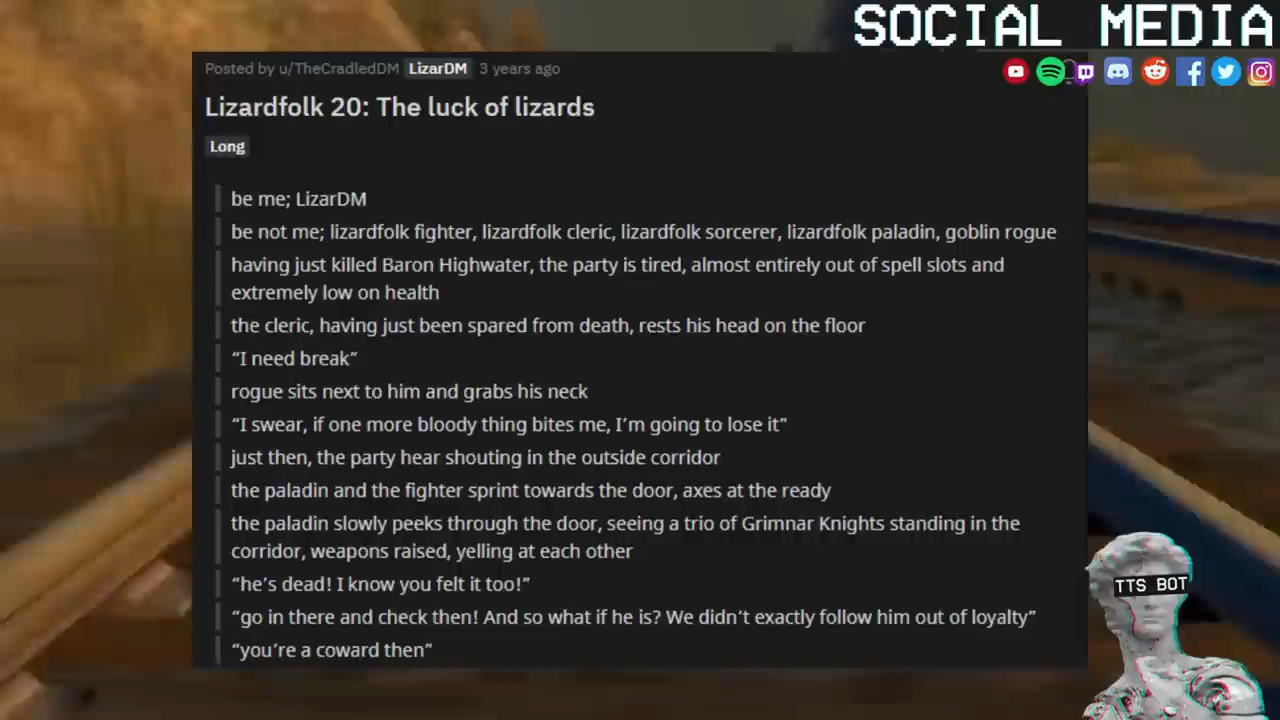 SOCIAL MEDIA
Posted by u/TheCradledDM LizarDM 3 years ago
Lizardfolk 20: The luck of lizards
Long
be me; LizarDM
be not me; lizardfolk fighter, lizardfolk cleric, lizardfolk sorcerer, lizardfolk paladin, goblin rogue
having just killed Baron Highwater, the party is tired, almost entirely out of spell slots and
extremely low on health
the cleric, having just been spared from death, rests his head on the floor
“I need break”
rogue sits next to him and grabs his neck
“I swear, if one more bloody thing bites me, I’m going to lose it”
just then, the party hear shouting in the outside corridor
the paladin and the fighter sprint towards the door, axes at the ready
the paladin slowly peeks through the door, seeing a trio of Grimnar Knights standing in the
corridor, weapons raised, yelling at each other
“he’s dead! I know you felt it too!”
“go in there and check then! And so what if he is? We didn’t exactly follow him out of loyalty”
“you’re a coward then”
TTS BOT